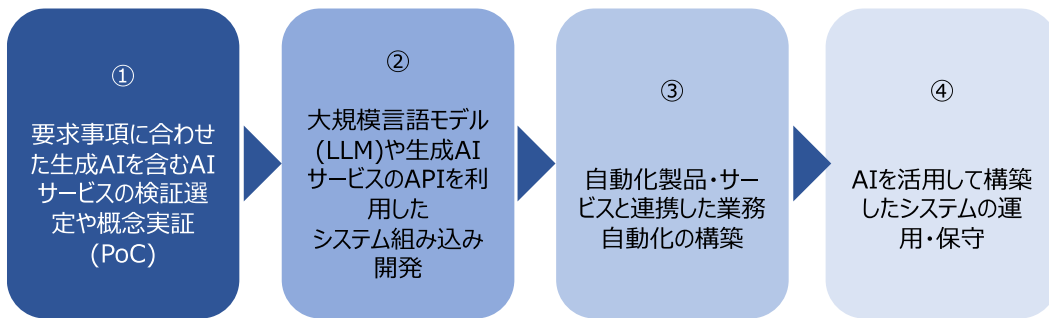 ①
要求事項に合わせ
た生成AIを含むAI
サービスの検証選
定や概念実証
(PoC)
②
大規模言語モデル
(LLM)や生成AI
サービスのAPIを利
用した
システム組み込み
開発
③
自動化製品・サー
ビスと連携した業務
自動化の構築
④
AIを活用して構築
したシステムの運
用・保守